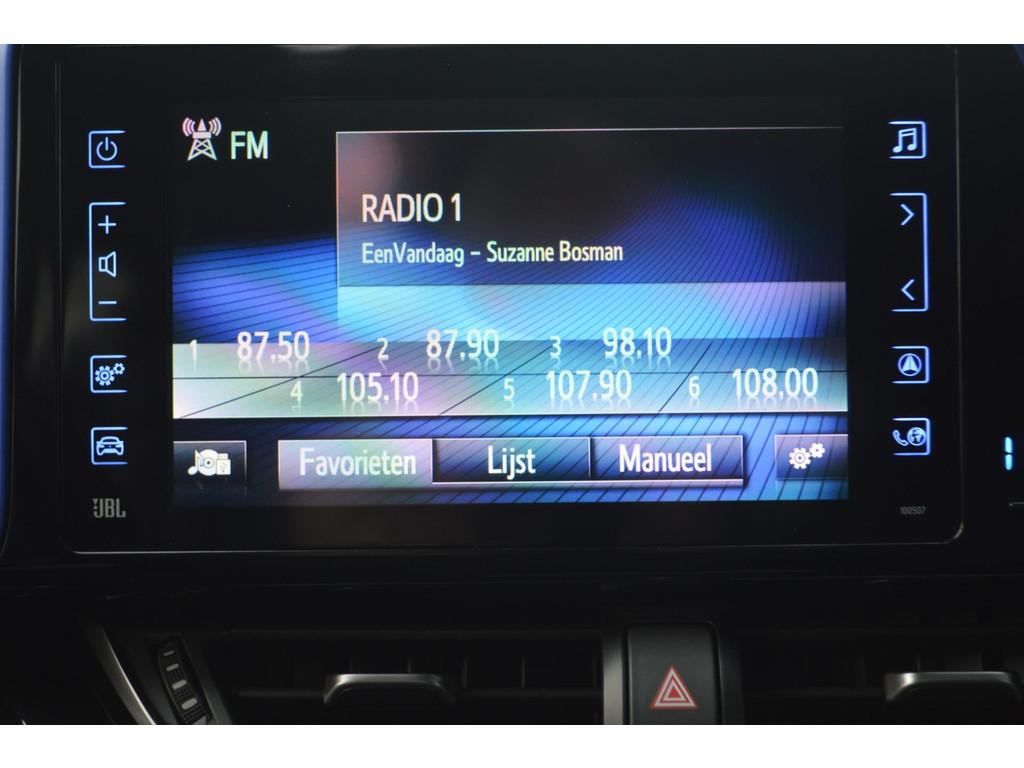 FM
RADIO 1
EenVandaag - Suzanne Bosman
1 87.50 2 87.90 3 98.10
4 105.10 5 107.90 6 108.00
Favorieten Lijst Manueel
JBL
100507